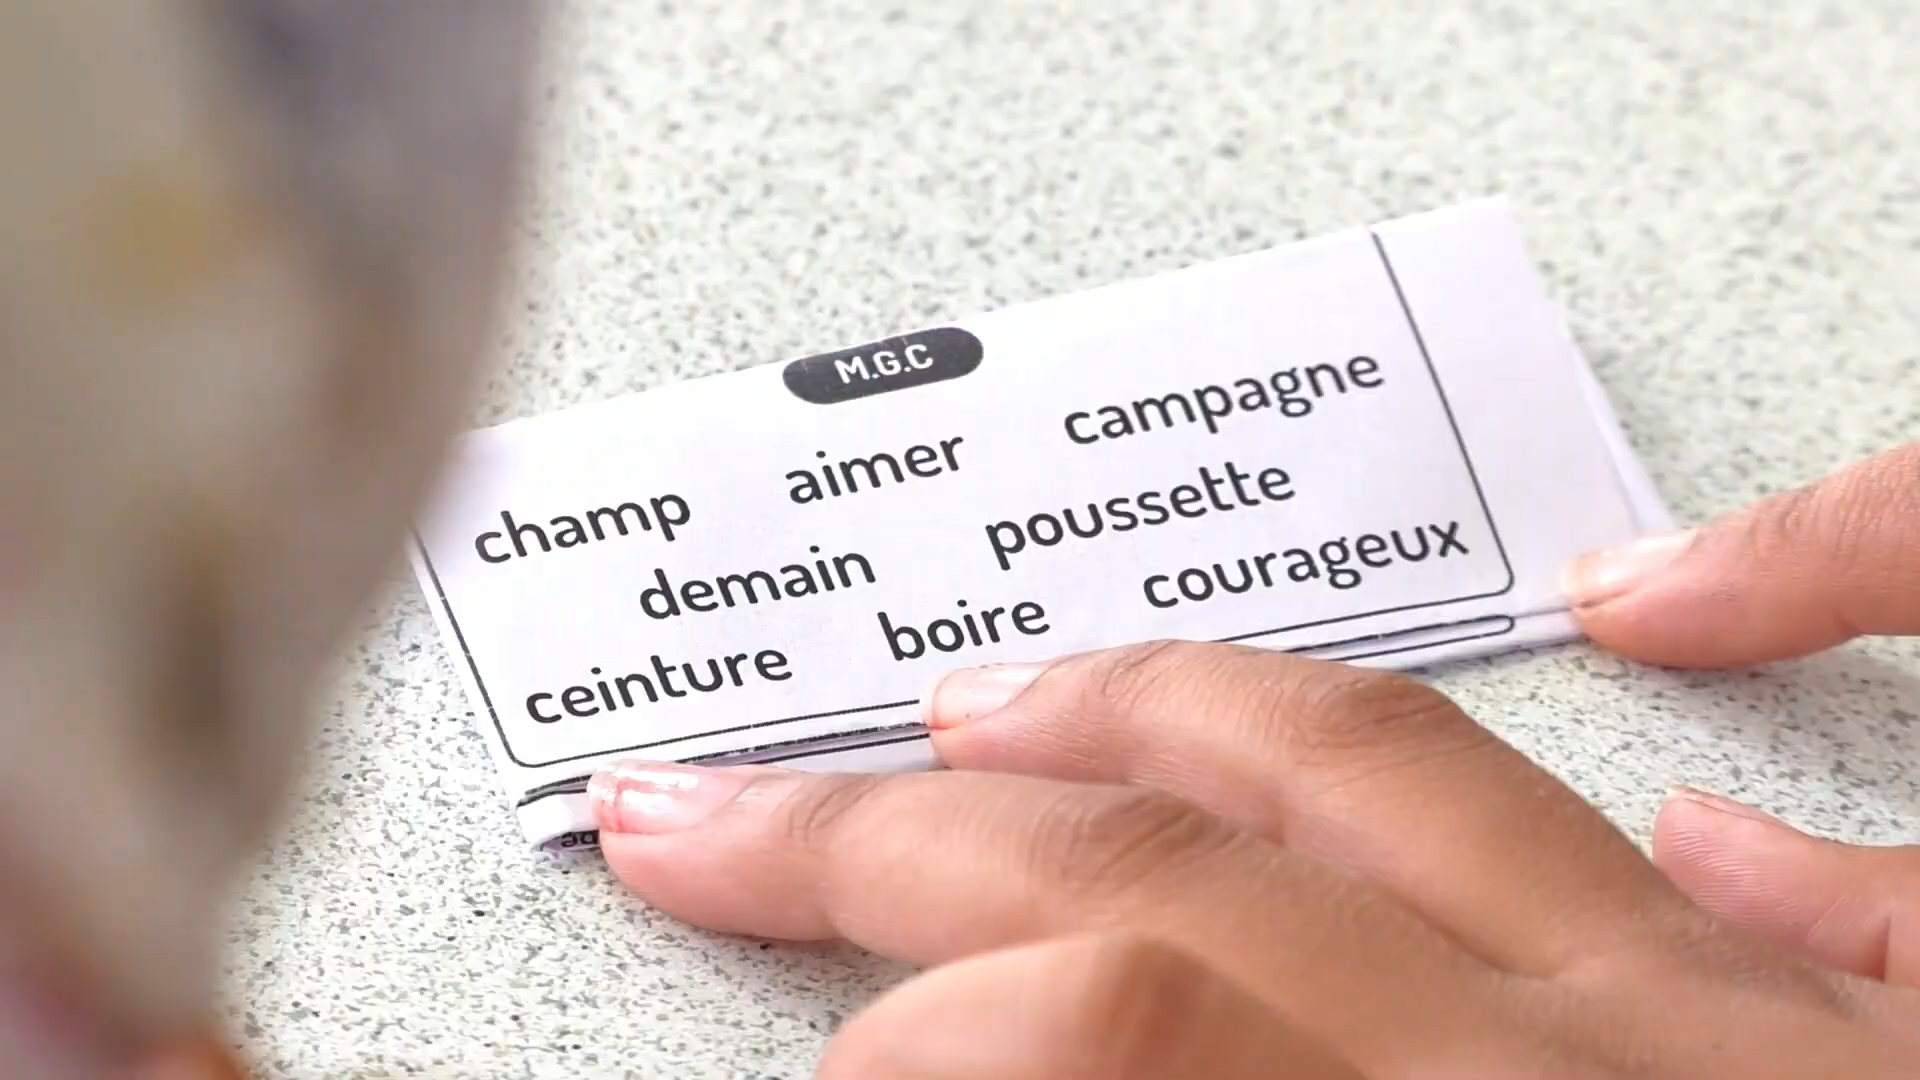 M.G.C
champ aimer campagne
demain poussette
ceinture boire courageux